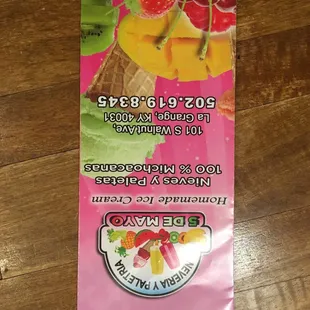 NEVERIA Y PALETRIA
5 DE MAYO
Homemade Ice Cream
Nieves y Paletas
100 % Michoacanas
101 S Walnut Ave,
La Grange, KY 40031
502.619.8345